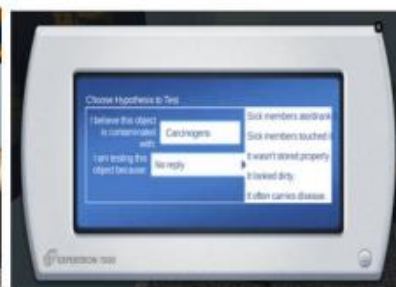 Choose Hypothesis to Test
I believe this object
is contaminated
with:
Carcinogens
I am testing this
object because:
No reply
Sick members ate/drank
Sick members touched it
It wasn't stored properly
It looked dirty.
It often carries disease.